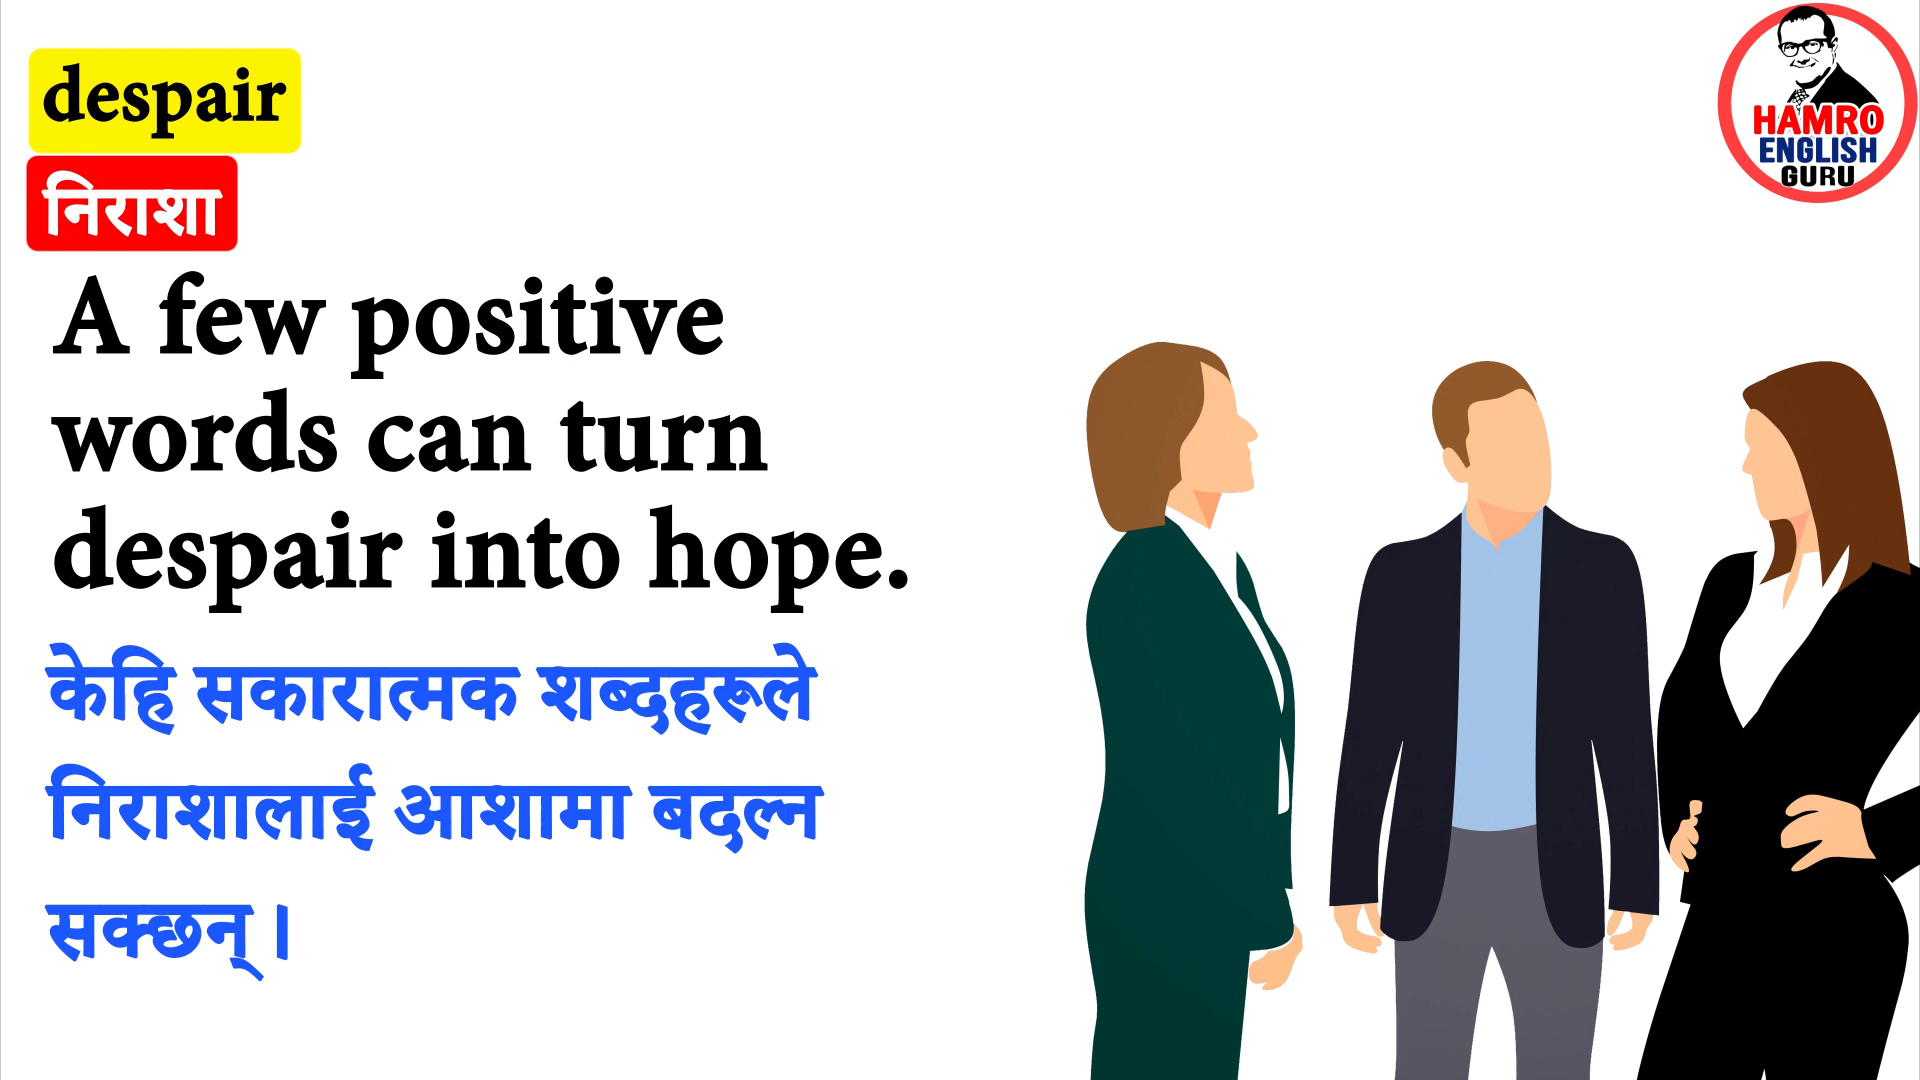 despair
निराशा
A few positive
words can turn
despair into hope.
केहि सकारात्मक शब्दहरूले
निराशालाई आशामा बदल्न
सक्छन् ।
HAMRO
ENGLISH
GURU